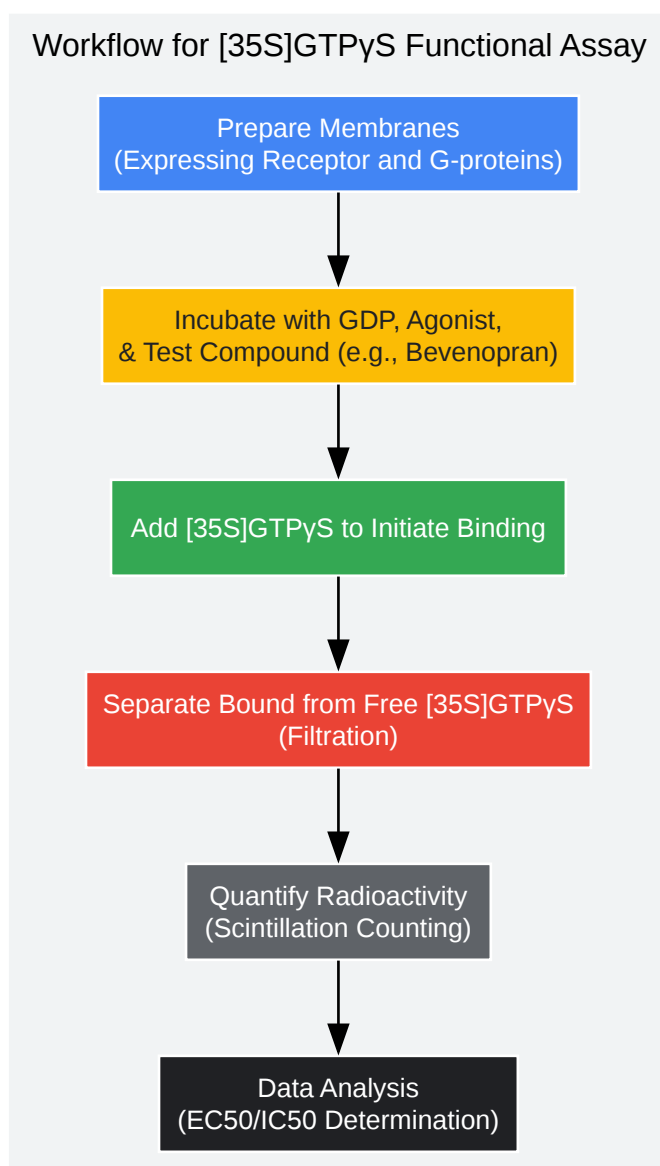 Workflow for [35S]GTPγS Functional Assay
Prepare Membranes
(Expressing Receptor and G-proteins)
Incubate with GDP, Agonist,
& Test Compound (e.g., Bevenopran)
Add [35S]GTPγS to Initiate Binding
Separate Bound from Free [35S]GTPγS
(Filtration)
Quantify Radioactivity
(Scintillation Counting)
Data Analysis
(EC50/IC50 Determination)